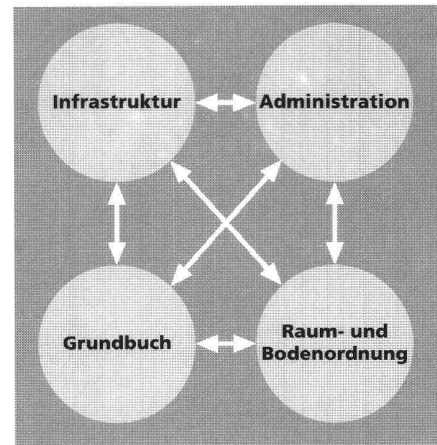 Infrastruktur
Administration
Grundbuch
Raum- und
Bodenordnung